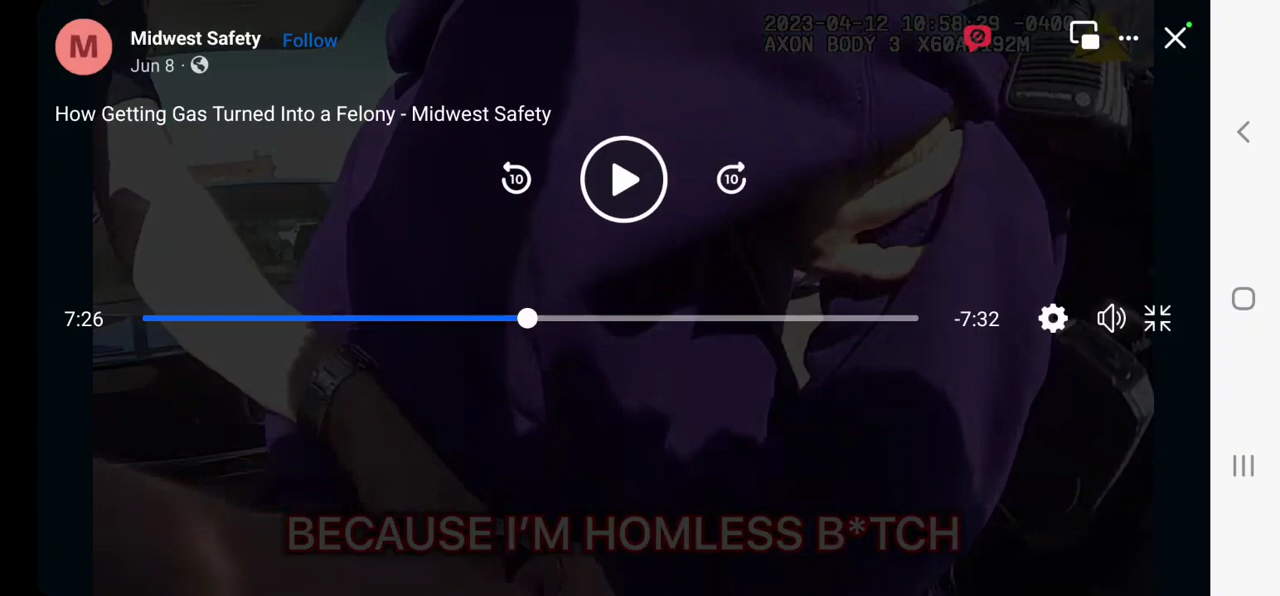 2023-04-12 10:58:29 -0400
AXON BODY 3
M
Midwest Safety Follow
Jun 8 ·
How Getting Gas Turned Into a Felony - Midwest Safety
10
10
7:26
-7:32
BECAUSE I'M HOMLESS B*TCH